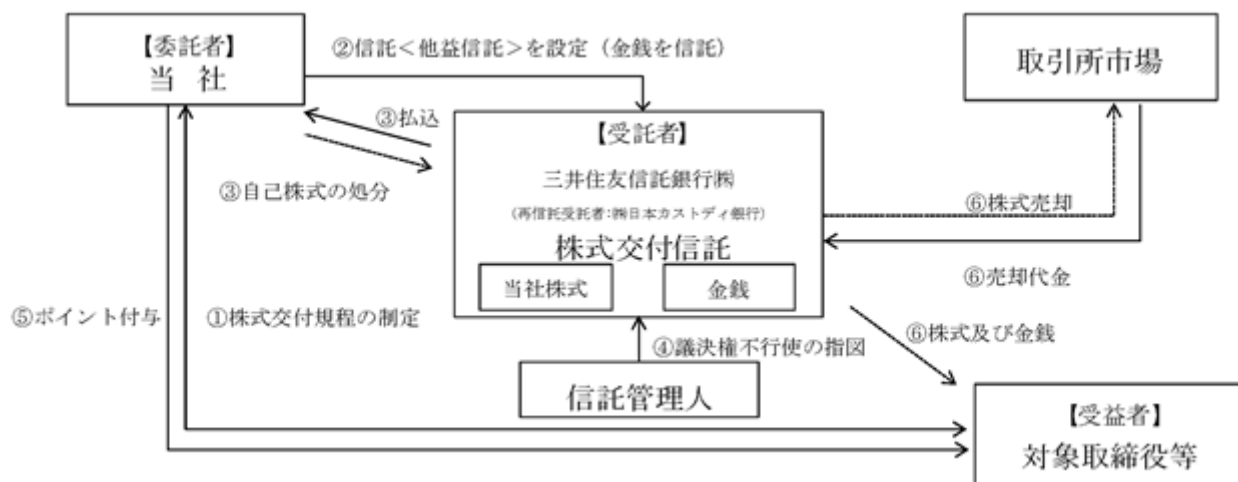 【委託者】
当 社
②信託<他益信託>を設定（金銭を信託）
取引所市場
③払込
③自己株式の処分
【受託者】
三井住友信託銀行㈱
（再信託受託者：㈱日本カストディ銀行）
株式交付信託
当社株式
金銭
⑥株式売却
⑥売却代金
⑤ポイント付与
①株式交付規程の制定
④議決権不行使の指図
⑥株式及び金銭
信託管理人
【受益者】
対象取締役等